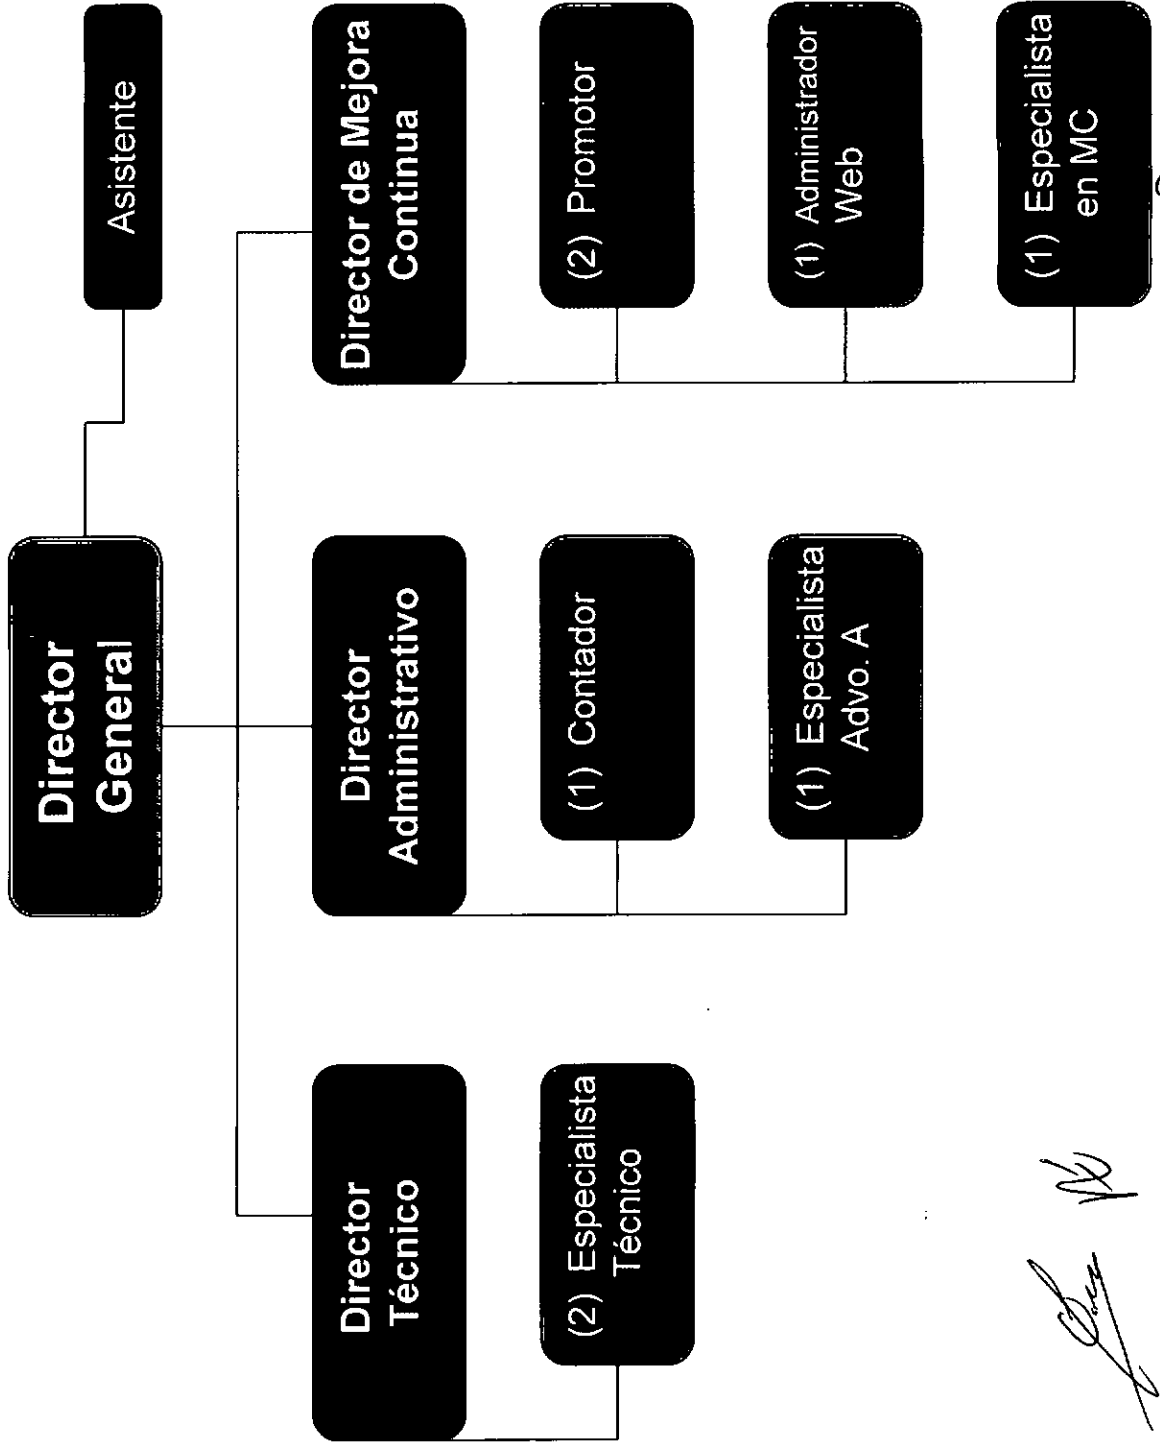 Asistente
Director
General
Director
Técnico
(2) Especialista
Técnico
Director
Administrativo
(1) Contador
(1) Especialista
Advo. A
Director de Mejora
Continua
(2) Promotor
(1) Administrador
Web
(1) Especialista
en MC